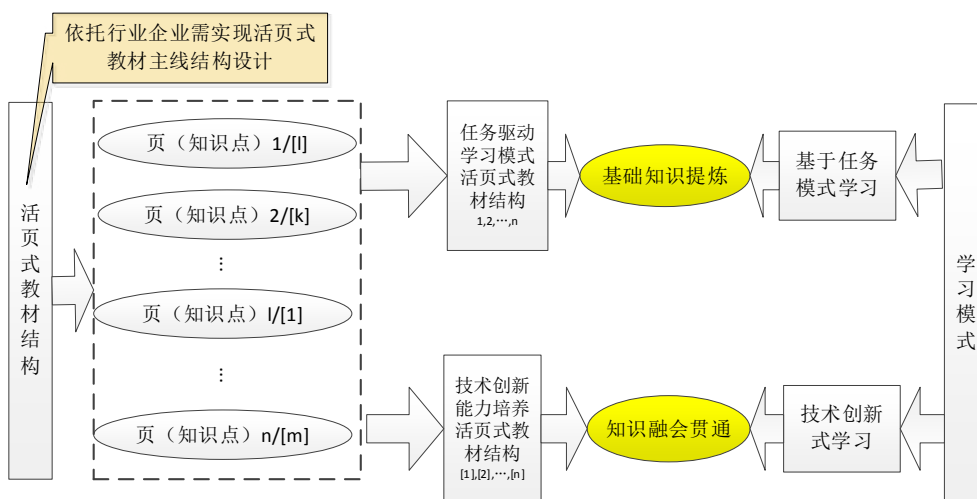 依托行业企业需实现活页式
教材主线结构设计
活页式教材结构
页（知识点）1/[l]
页（知识点）2/[k]
⋮
页（知识点）l/[1]
⋮
页（知识点）n/[m]
任务驱动
学习模式
活页式教
材结构
1,2,…,n
基础知识提炼
基于任务
模式学习
技术创新
能力培养
活页式教
材结构
[1],[2],…,[n]
知识融会贯通
技术创新
式学习
学习模式